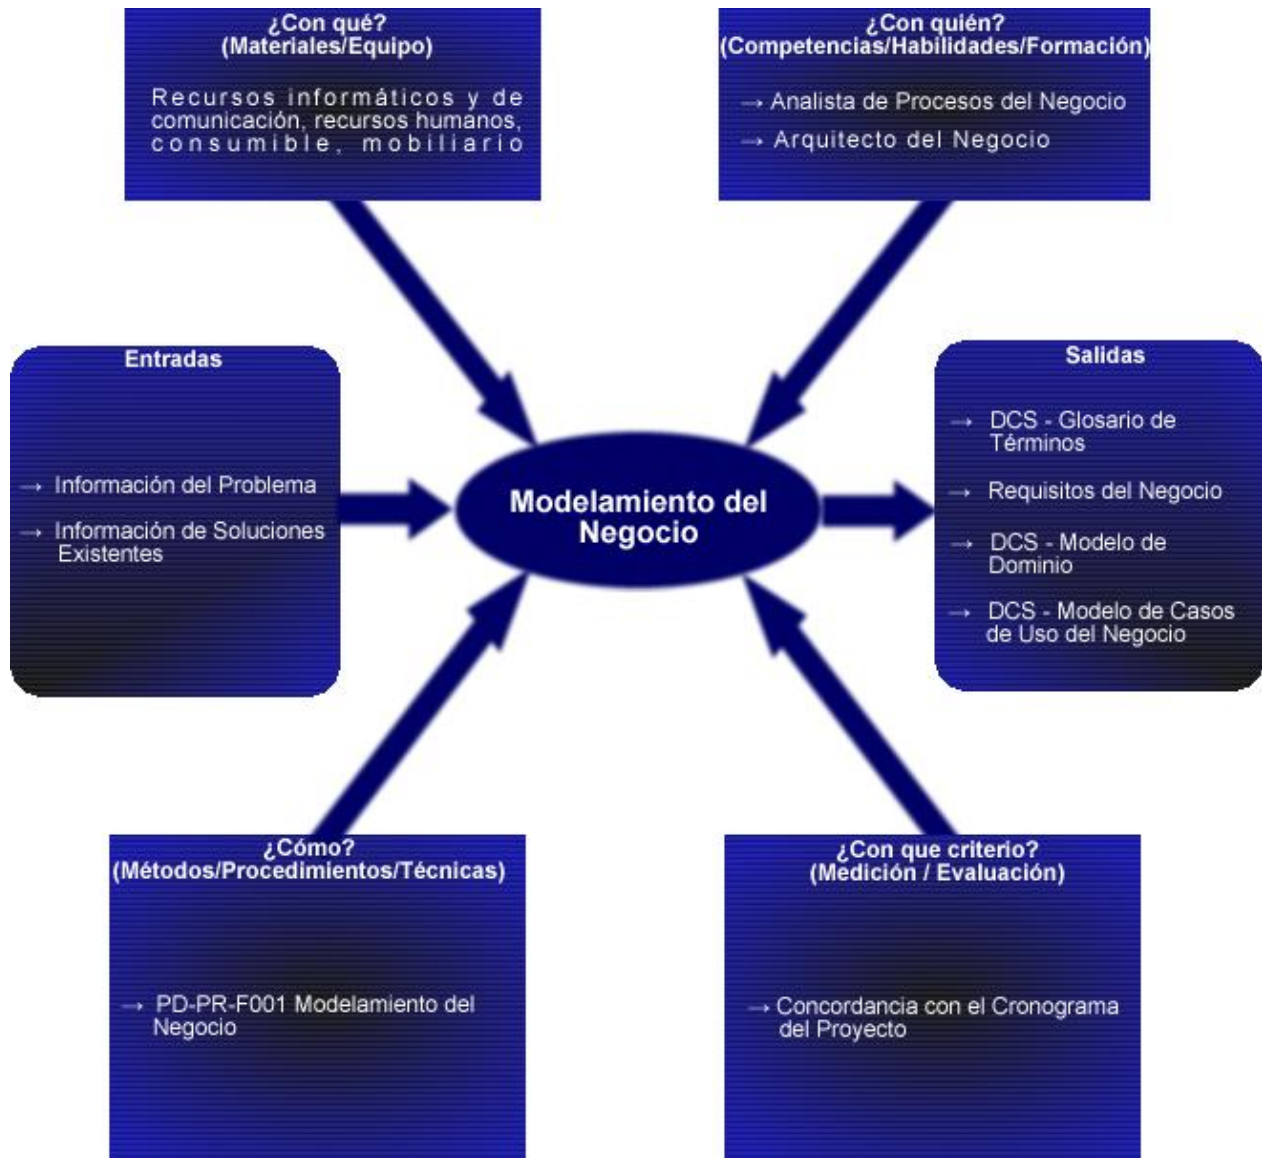 ¿Con qué?
(Materiales/Equipo)
Recursos informáticos y de
comunicación, recursos humanos,
consumible, mobiliario
¿Con quién?
(Competencias/Habilidades/Formación)
→ Analista de Procesos del Negocio
→ Arquitecto del Negocio
Entradas
→ Información del Problema
→ Información de Soluciones
Existentes
Modelamiento del
Negocio
Salidas
→ DCS - Glosario de
Términos
→ Requisitos del Negocio
→ DCS - Modelo de
Dominio
→ DCS - Modelo de Casos
de Uso del Negocio
¿Cómo?
(Métodos/Procedimientos/Técnicas)
→ PD-PR-F001 Modelamiento del
Negocio
¿Con que criterio?
(Medición / Evaluación)
→ Concordancia con el Cronograma
del Proyecto